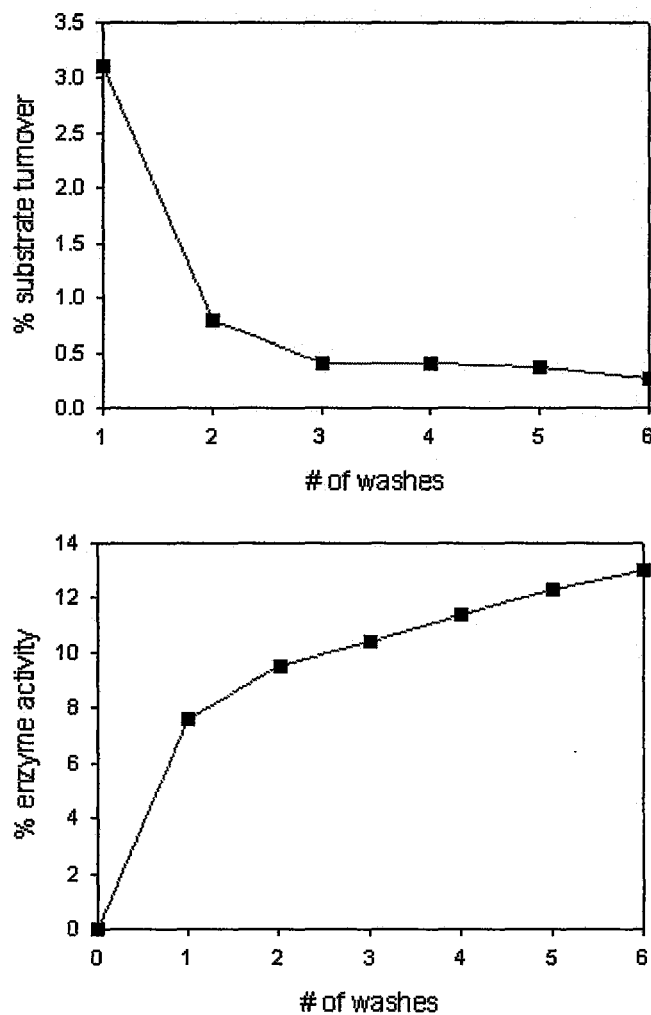 3.5
3.0
2.5
2.0
1.5
1.0
0.5
0.0
% substrate turnover
1 2 3 4 5 6
# of washes
14
12
10
8
6
4
2
0
% enzyme activity
0 1 2 3 4 5 6
# of washes